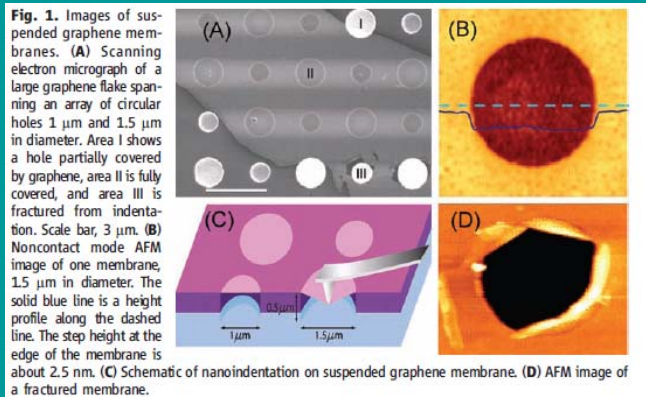 Fig. 1. Images of sus-
pended graphene mem-
branes. (A) Scanning
electron micrograph of a
large graphene flake span-
ning an array of circular
holes 1 μm and 1.5 μm
in diameter. Area I shows
a hole partially covered
by graphene, area II is fully
covered, and area III is
fractured from indenta-
tion. Scale bar, 3 μm. (B)
Noncontact mode AFM
image of one membrane,
1.5 μm in diameter. The
solid blue line is a height
profile along the dashed
line. The step height at the
edge of the membrane is
about 2.5 nm. (C) Schematic of nanoindentation on suspended graphene membrane. (D) AFM image of
a fractured membrane.
(A)
I
II
III
(B)
(C)
0.5μm
1μm
1.5μm
(D)